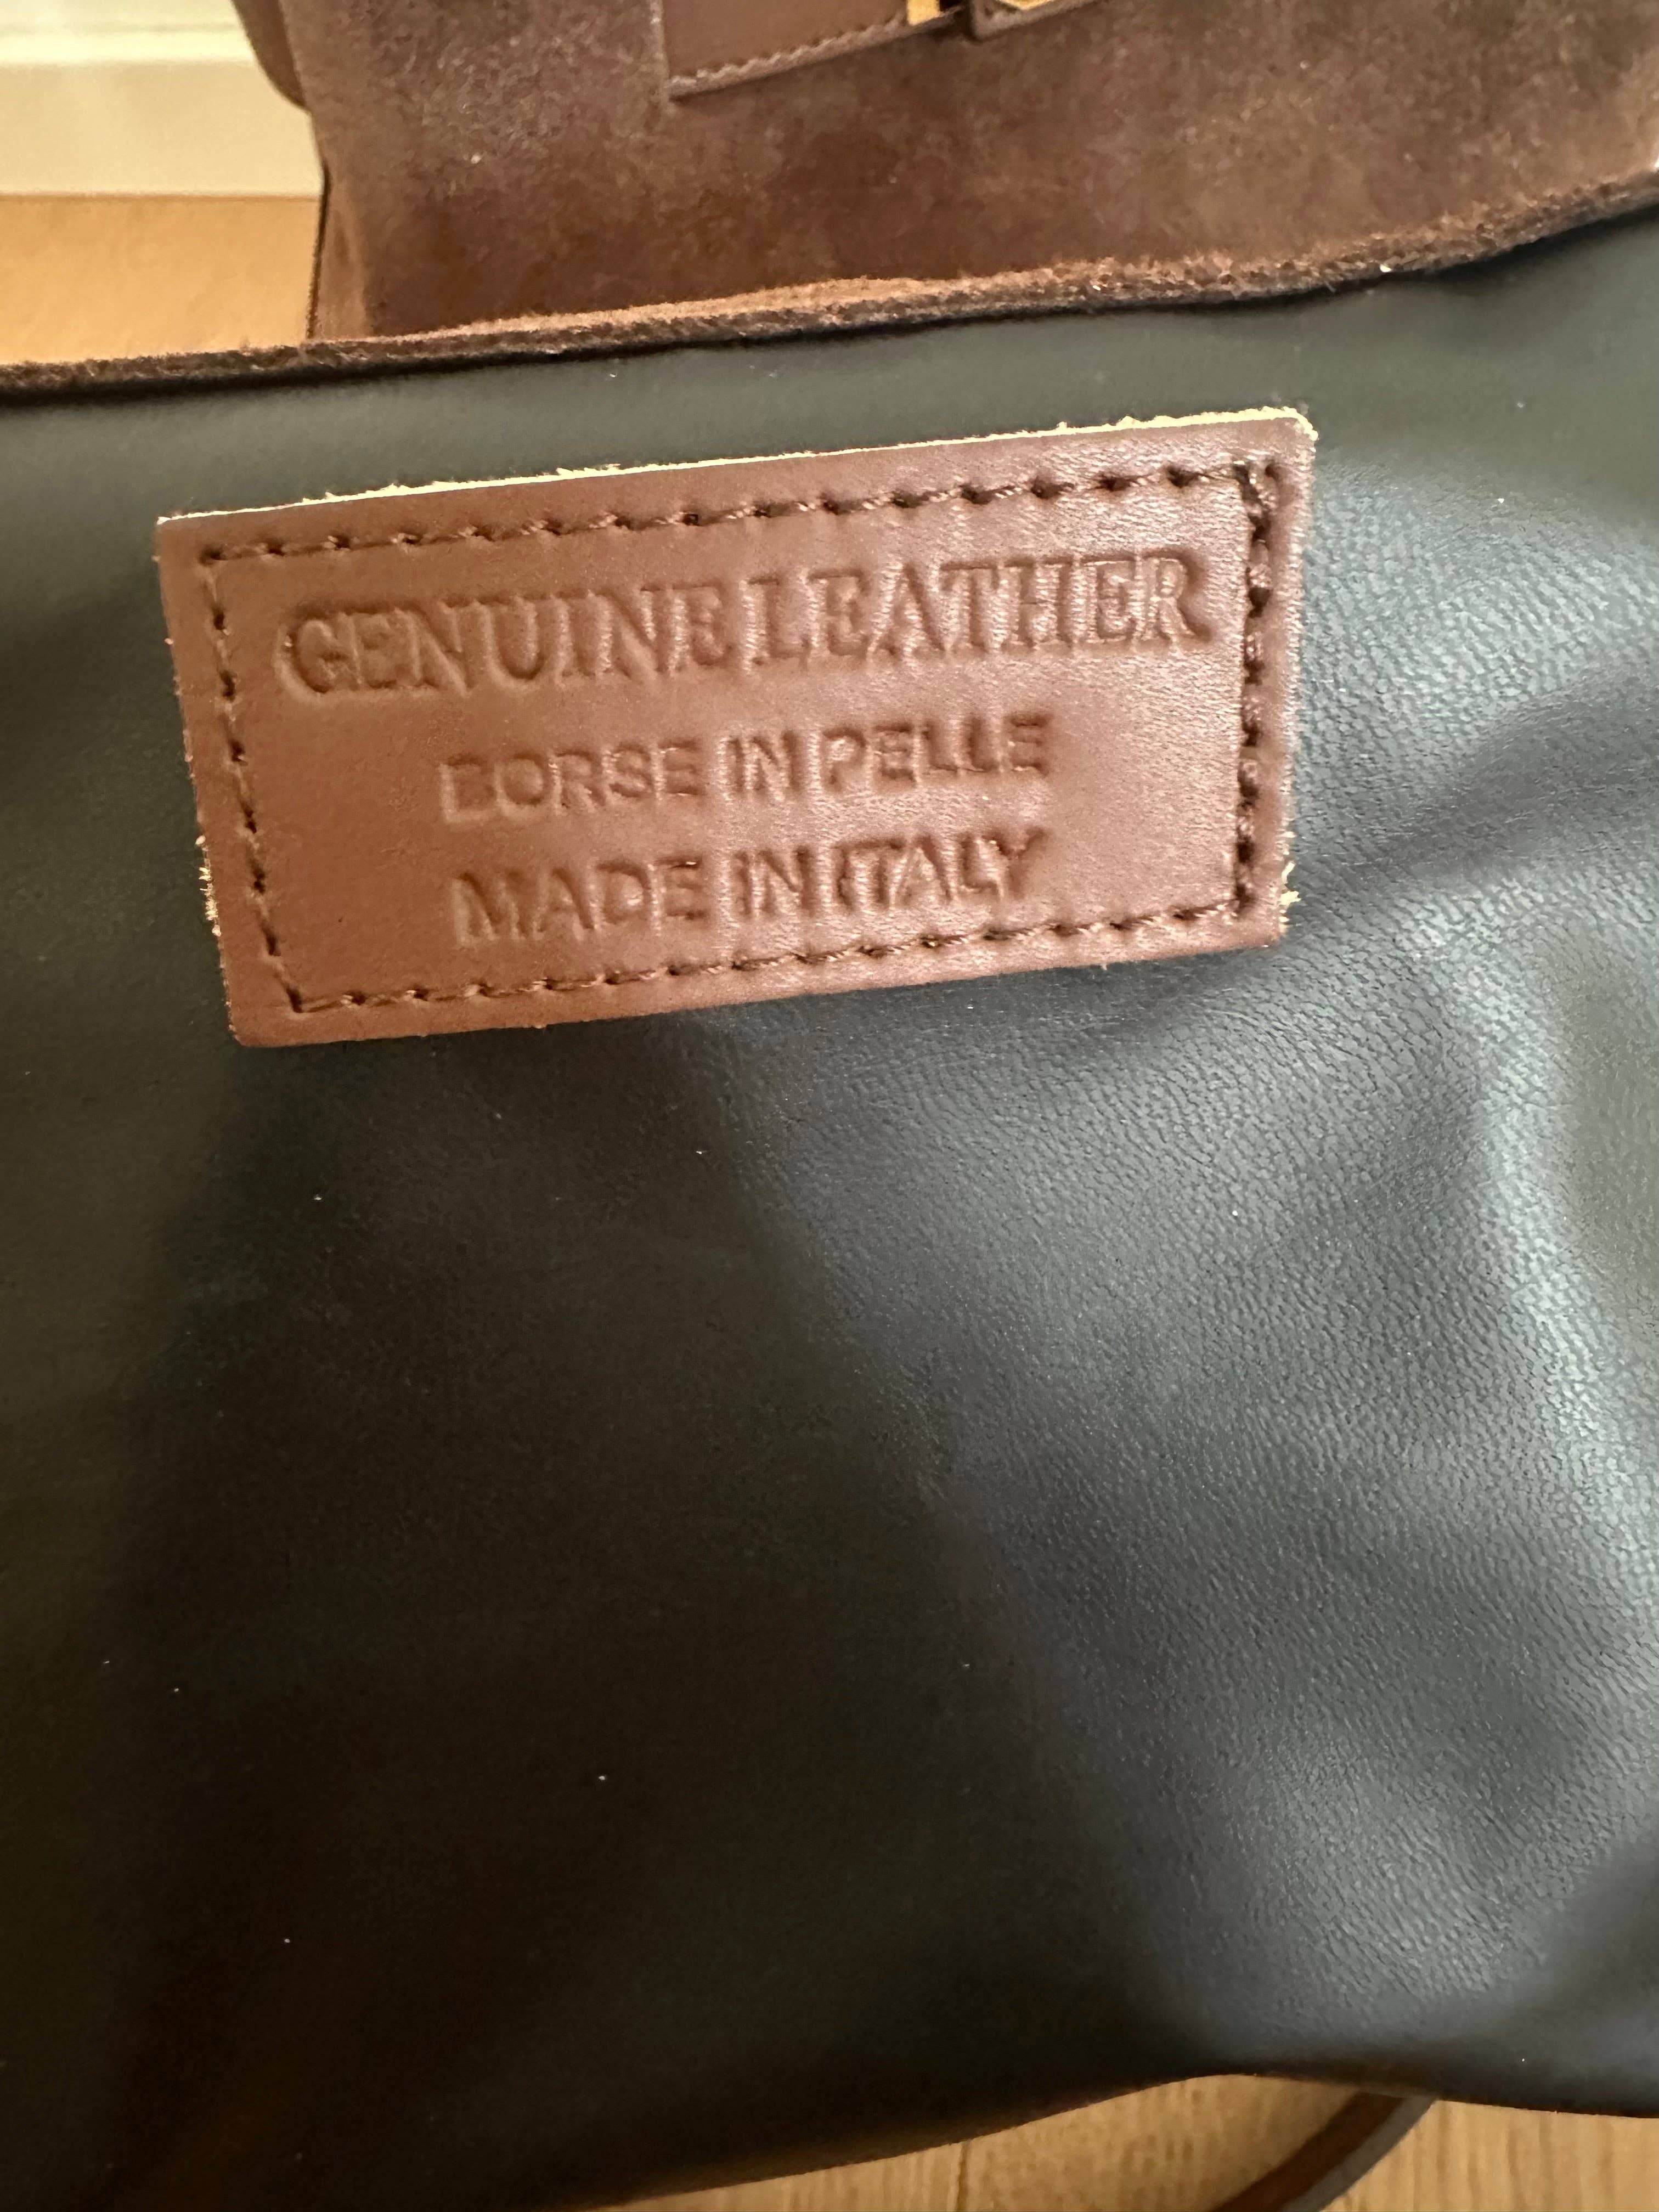 GENUINE LEATHER
BORSE IN PELLE
MADE IN ITALY